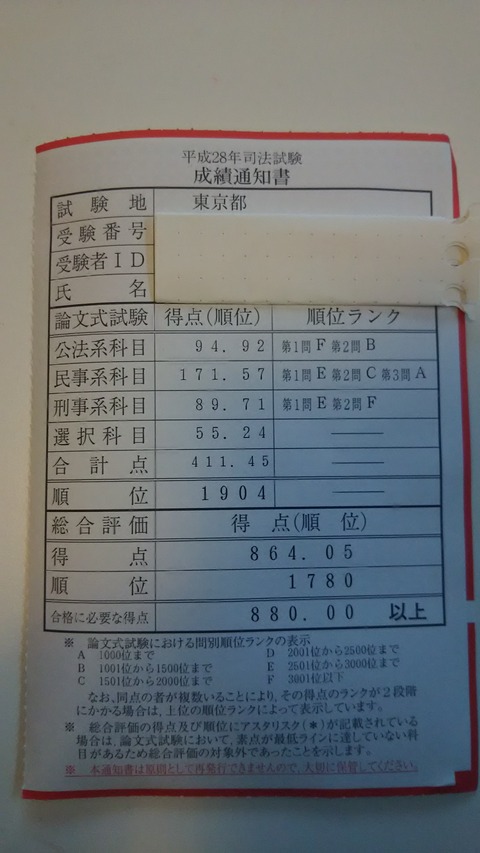 平成28年司法試験
成績通知書
試験地 東京都
受験番号
受験者ID
氏名
論文式試験 得点(順位) 順位ランク
公法系科目 94.92 第1問 F 第2問 B
民事系科目 171.57 第1問 E 第2問 C 第3問 A
刑事系科目 89.71 第1問 E 第2問 F
選択科目 55.24 ――
合計点 411.45 ――
順位 1904 ――
総合評価 得点(順位)
得点 864.05
順位 1780
合格に必要な得点 880.00 以上
※ 論文式試験における問別順位ランクの表示
A 1000位まで D 2001位から2500位まで
B 1001位から1500位まで E 2501位から3000位まで
C 1501位から2000位まで F 3001位以下
なお、同点の者が複数いることにより、その得点のランクが2段階
にかかる場合は、上位の順位ランクで表示しています。
※ 総合評価の得点及び順位にアスタリスク(*)が記載されている
場合は、論文式試験において、素点が最低ラインに達していない科
目があるため総合評価の対象外であったことを示します。
※ 本通知書は原則として再発行できませんので、大切に保管してください。